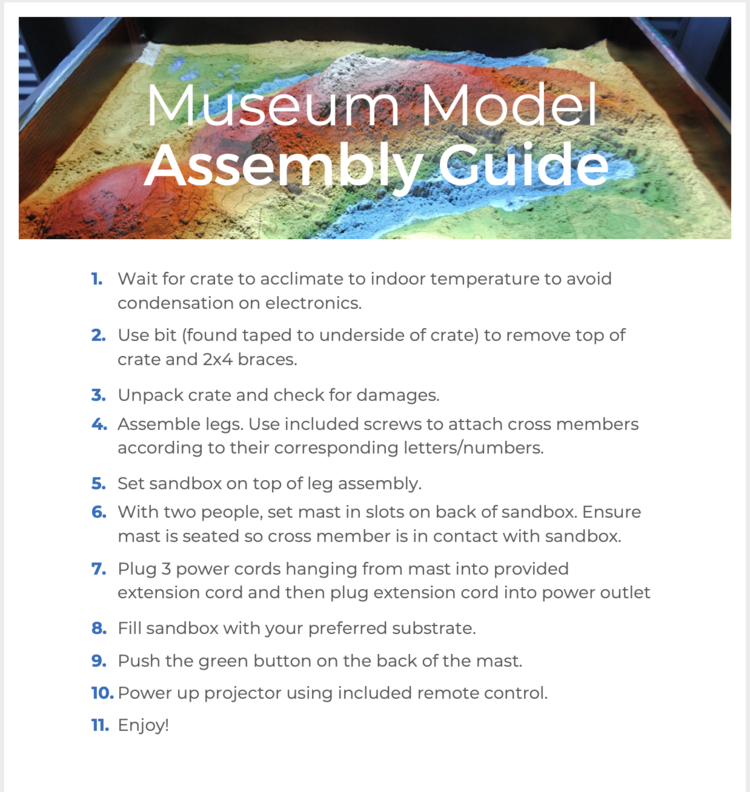 Museum Model
Assembly Guide
1. Wait for crate to acclimate to indoor temperature to avoid
condensation on electronics.
2. Use bit (found taped to underside of crate) to remove top of
crate and 2x4 braces.
3. Unpack crate and check for damages.
4. Assemble legs. Use included screws to attach cross members
according to their corresponding letters/numbers.
5. Set sandbox on top of leg assembly.
6. With two people, set mast in slots on back of sandbox. Ensure
mast is seated so cross member is in contact with sandbox.
7. Plug 3 power cords hanging from mast into provided
extension cord and then plug extension cord into power outlet
8. Fill sandbox with your preferred substrate.
9. Push the green button on the back of the mast.
10. Power up projector using included remote control.
11. Enjoy!